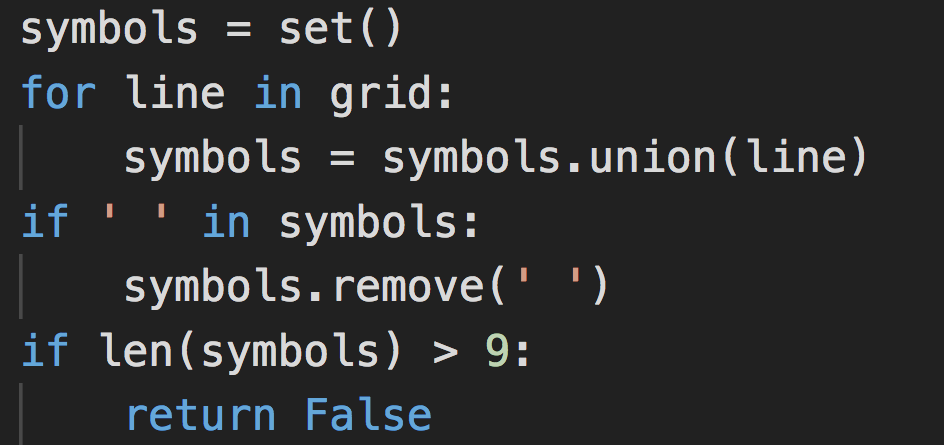 symbols = set()
for line in grid:
    symbols = symbols.union(line)
if ' ' in symbols:
    symbols.remove(' ')
if len(symbols) > 9:
    return False